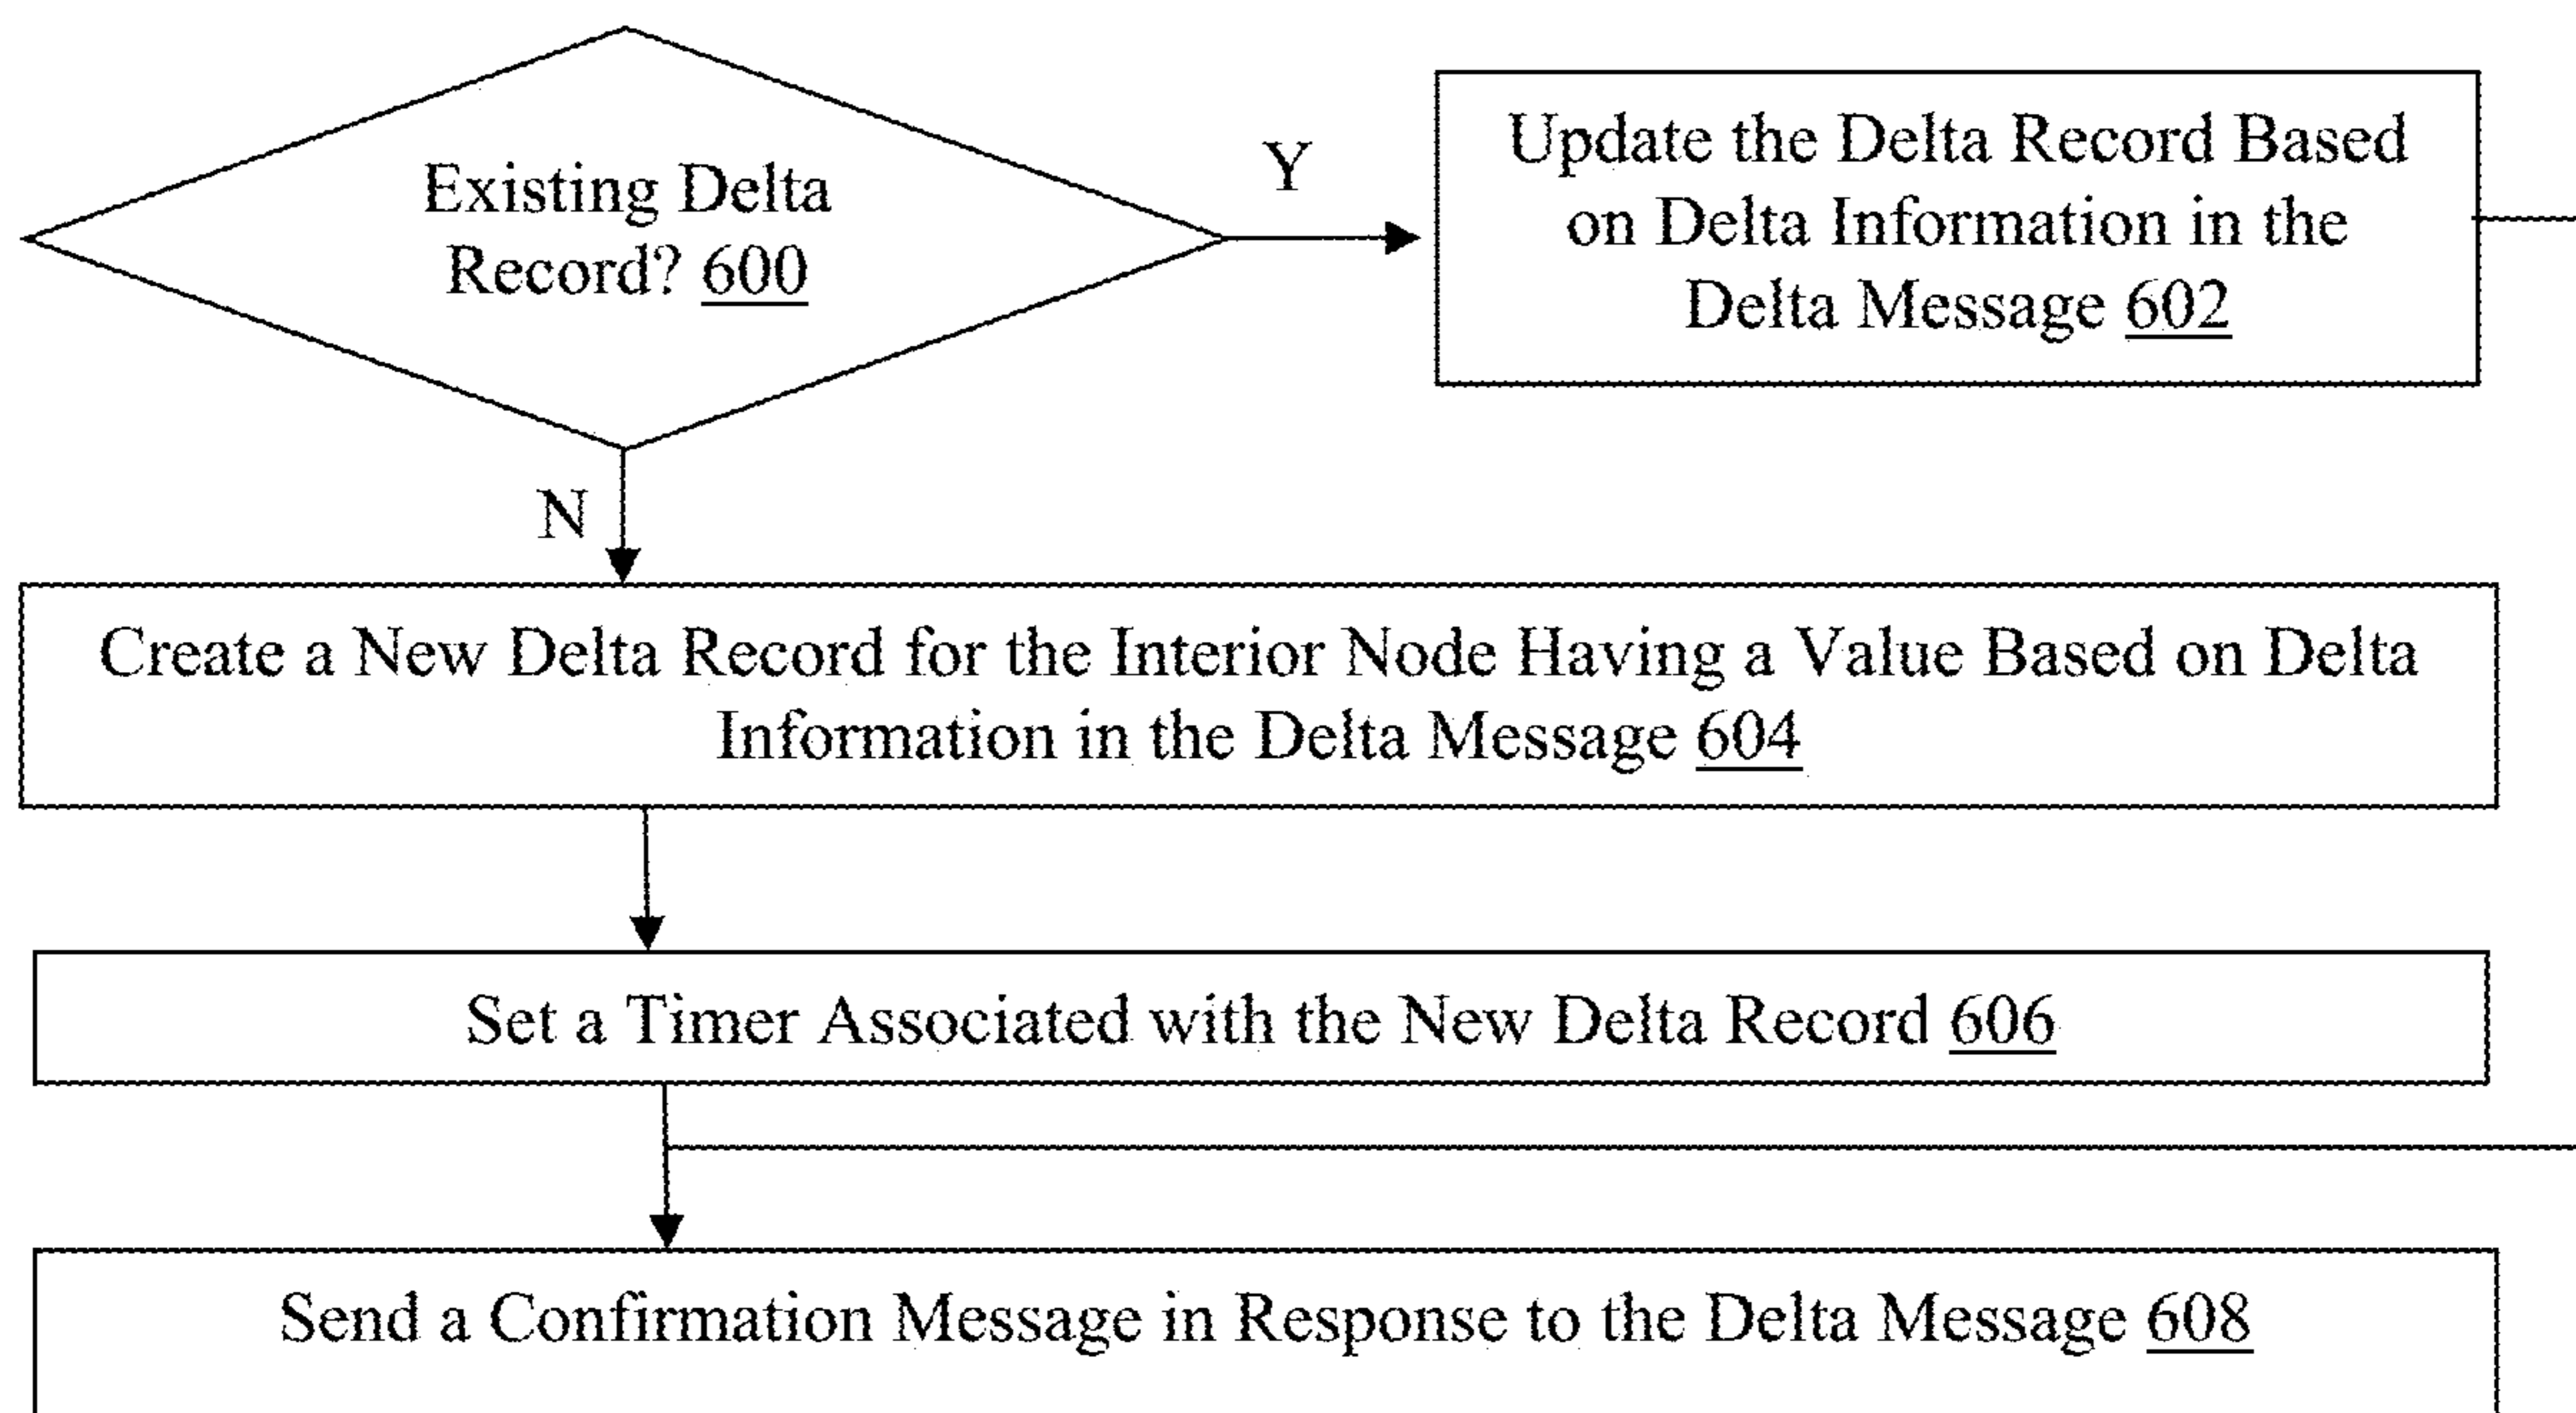 Existing Delta
Record? 600
Y
Update the Delta Record Based
on Delta Information in the
Delta Message 602
N
Create a New Delta Record for the Interior Node Having a Value Based on Delta
Information in the Delta Message 604
Set a Timer Associated with the New Delta Record 606
Send a Confirmation Message in Response to the Delta Message 608